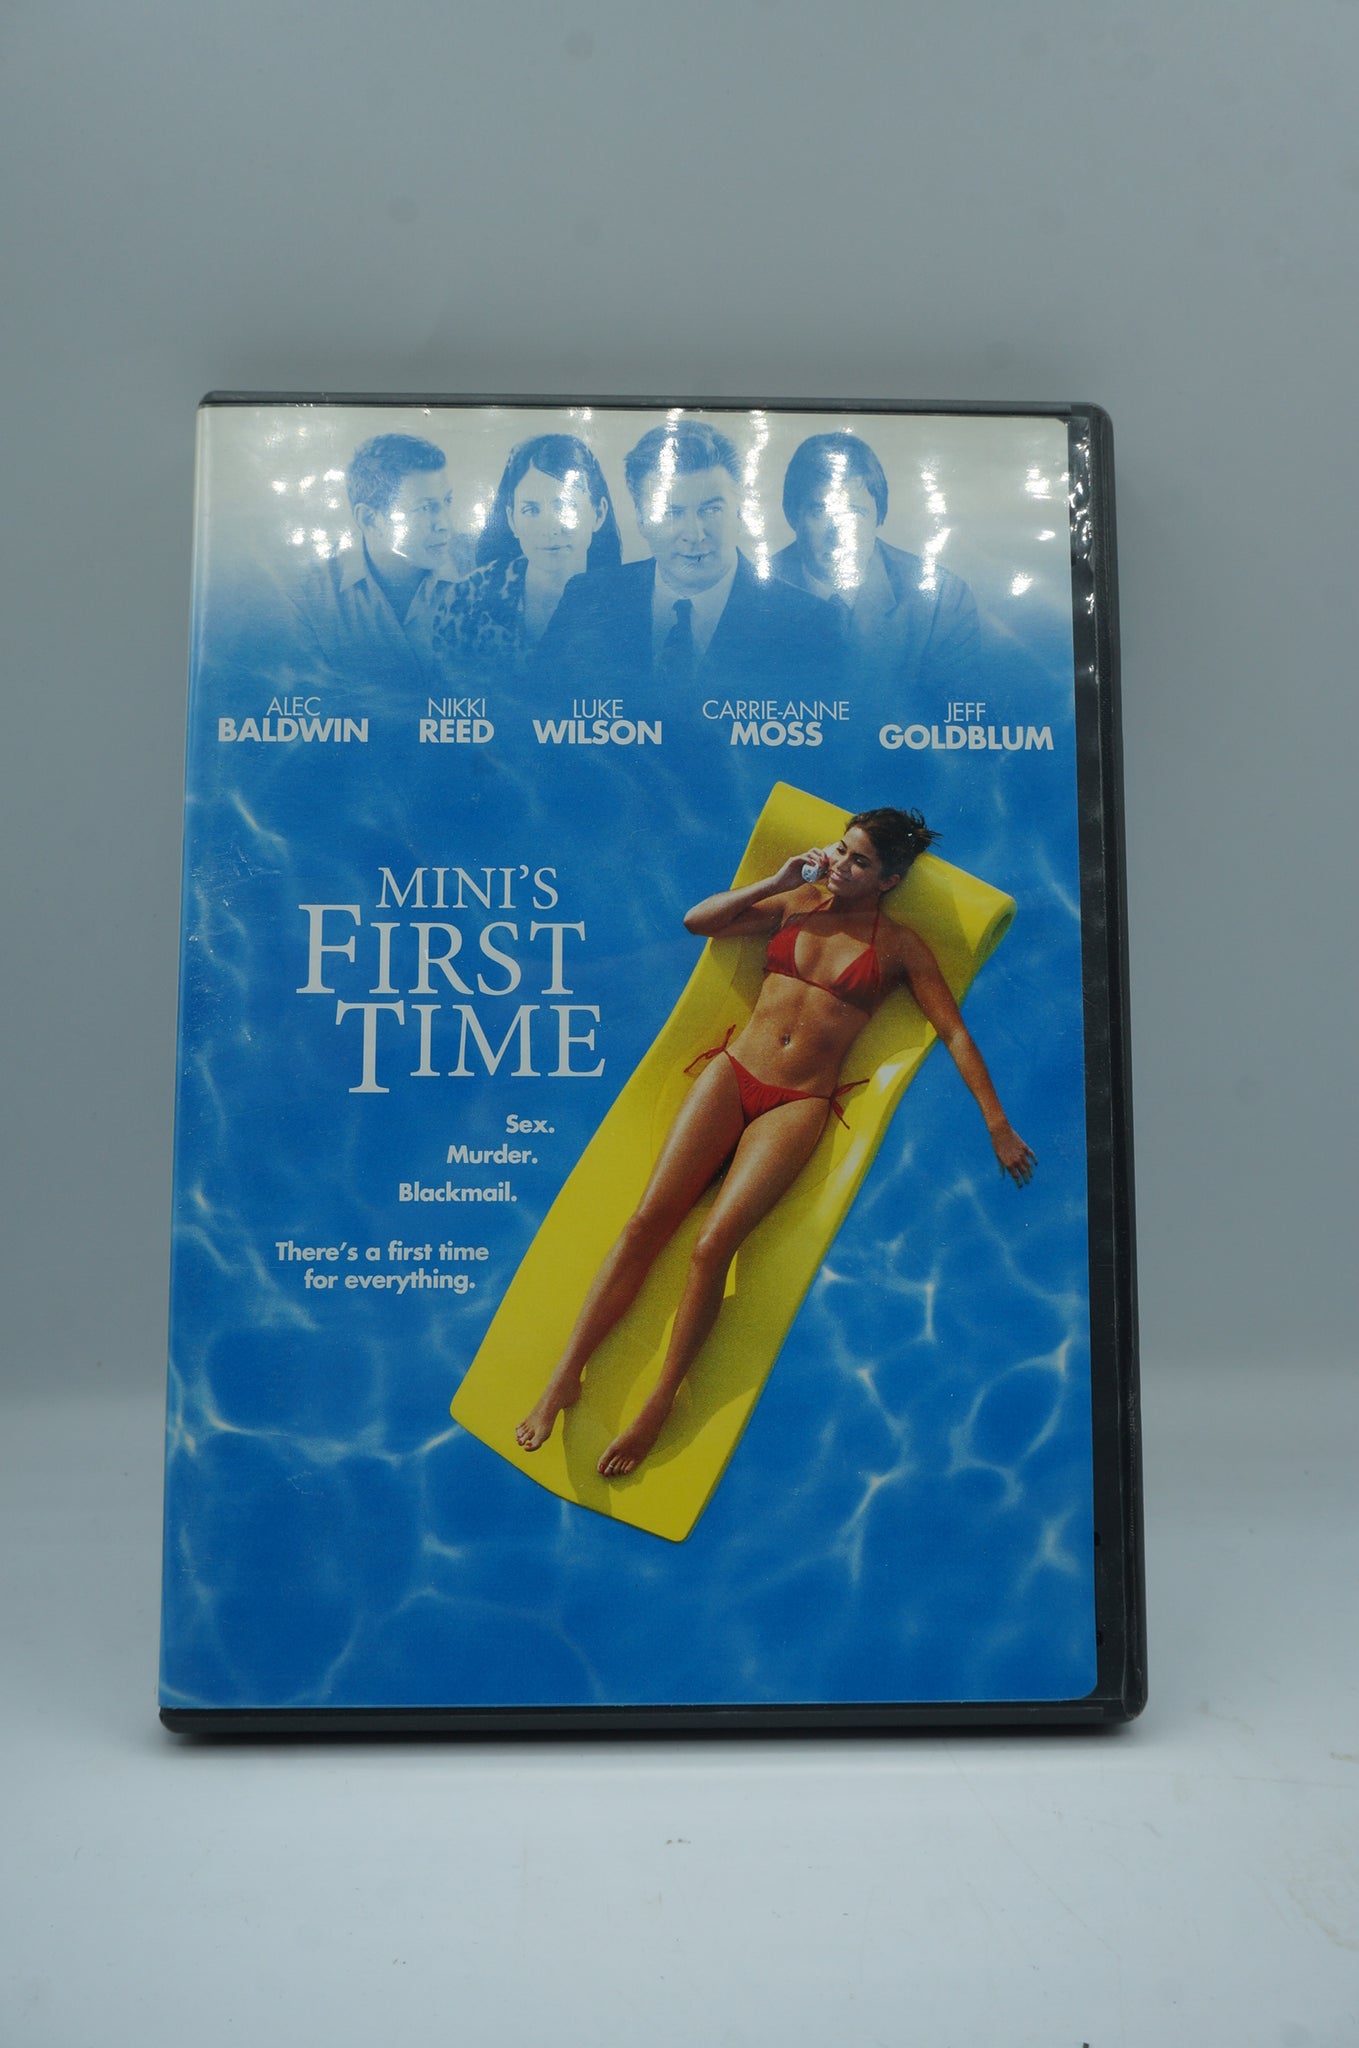 ALEC BALDWIN
NIKKI REED
LUKE WILSON
CARRIE-ANNE MOSS
JEFF GOLDBLUM
MINI'S
FIRST
TIME
Sex.
Murder.
Blackmail.
There's a first time
for everything.